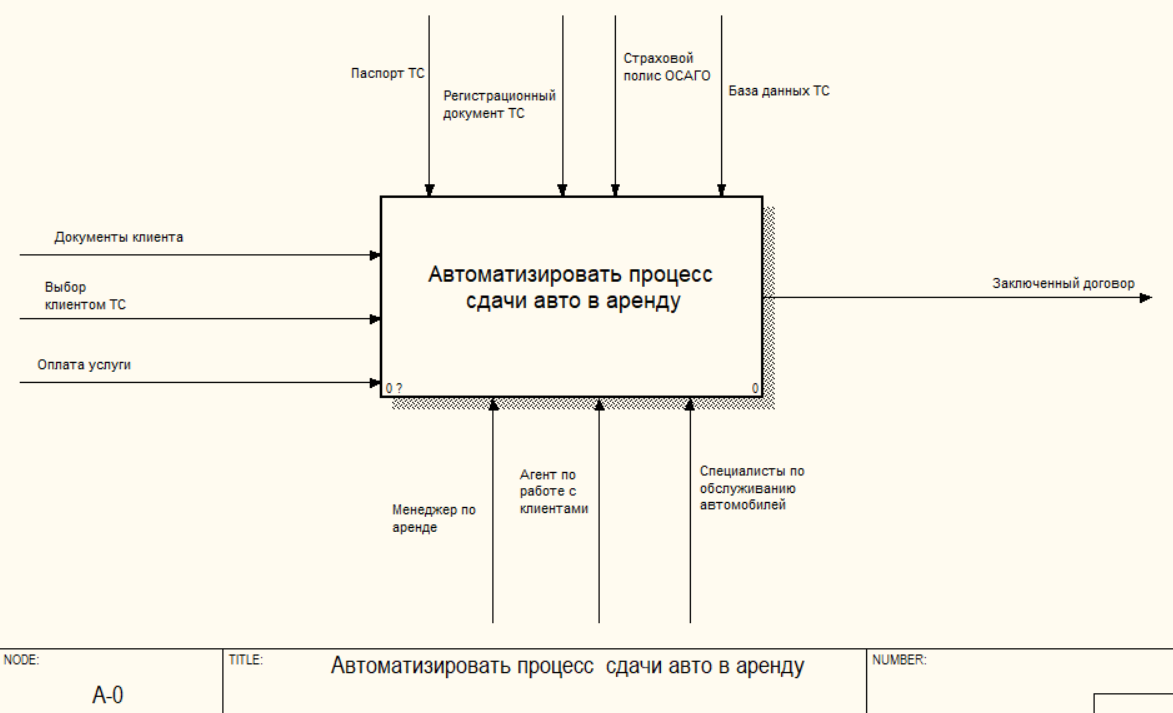 Паспорт ТС
Регистрационный
документ ТС
Страховой
полис ОСАГО
База данных ТС
Документы клиента
Выбор
клиентом ТС
Оплата услуги
Автоматизировать процесс
сдачи авто в аренду
0 ?
0
Заключенный договор
Менеджер по
аренде
Агент по
работе с
клиентами
Специалисты по
обслуживанию
автомобилей
NODE:
A-0
TITLE:
Автоматизировать процесс сдачи авто в аренду
NUMBER: